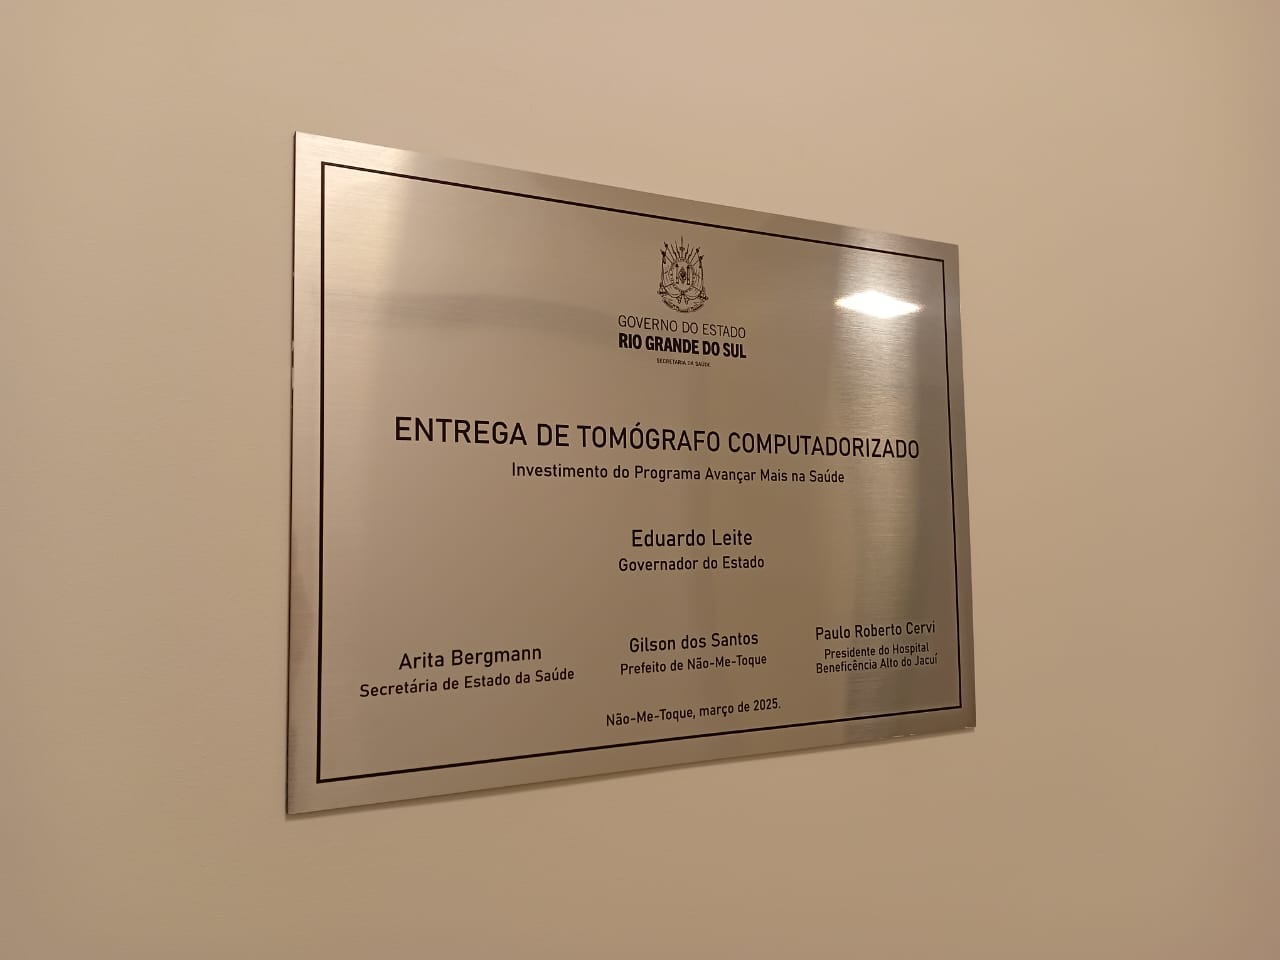 GOVERNO DO ESTADO
RIO GRANDE DO SUL
SECRETARIA DA SAÚDE
ENTREGA DE TOMÓGRAFO COMPUTADORIZADO
Investimento do Programa Avançar Mais na Saúde
Eduardo Leite
Governador do Estado
Arita Bergmann
Secretária de Estado da Saúde
Gilson dos Santos
Prefeito de Não-Me-Toque
Paulo Roberto Cervi
Presidente do Hospital
Beneficência Alto do Jacuí
Não-Me-Toque, março de 2025.